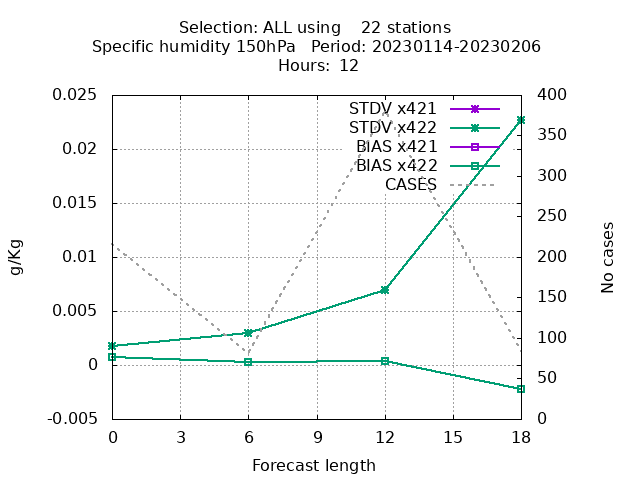 Selection: ALL using    22 stations
Specific humidity 150hPa   Period: 20230114-20230206
Hours:  12
0.025
0.02
0.015
0.01
0.005
0
-0.005
g/Kg
STDV x421
STDV x422
BIAS x421
BIAS x422
CASES
400
350
300
250
200
150
100
50
0
No cases
0 3 6 9 12 15 18
Forecast length